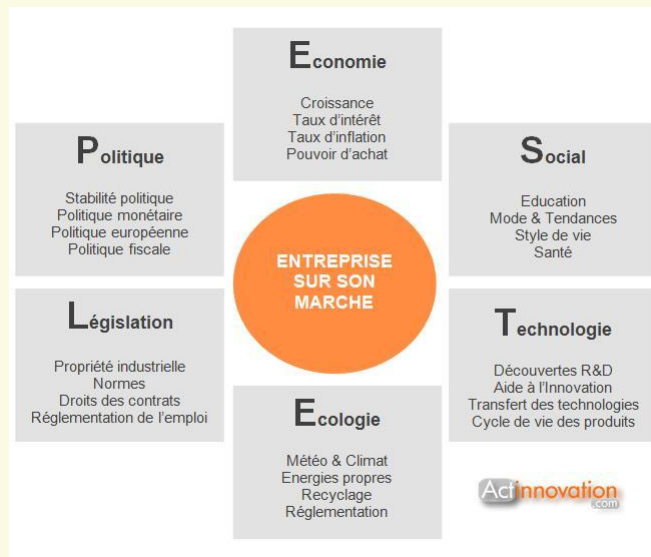 Economie
Croissance
Taux d'intérêt
Taux d'inflation
Pouvoir d'achat
Politique
Stabilité politique
Politique monétaire
Politique européenne
Politique fiscale
Social
Education
Mode & Tendances
Style de vie
Santé
ENTREPRISE
SUR SON
MARCHE
Législation
Propriété industrielle
Normes
Droits des contrats
Réglementation de l'emploi
Technologie
Découvertes R&D
Aide à l'Innovation
Transfert des technologies
Cycle de vie des produits
Ecologie
Météo & Climat
Energies propres
Recyclage
Réglementation
Actinnovation
.com